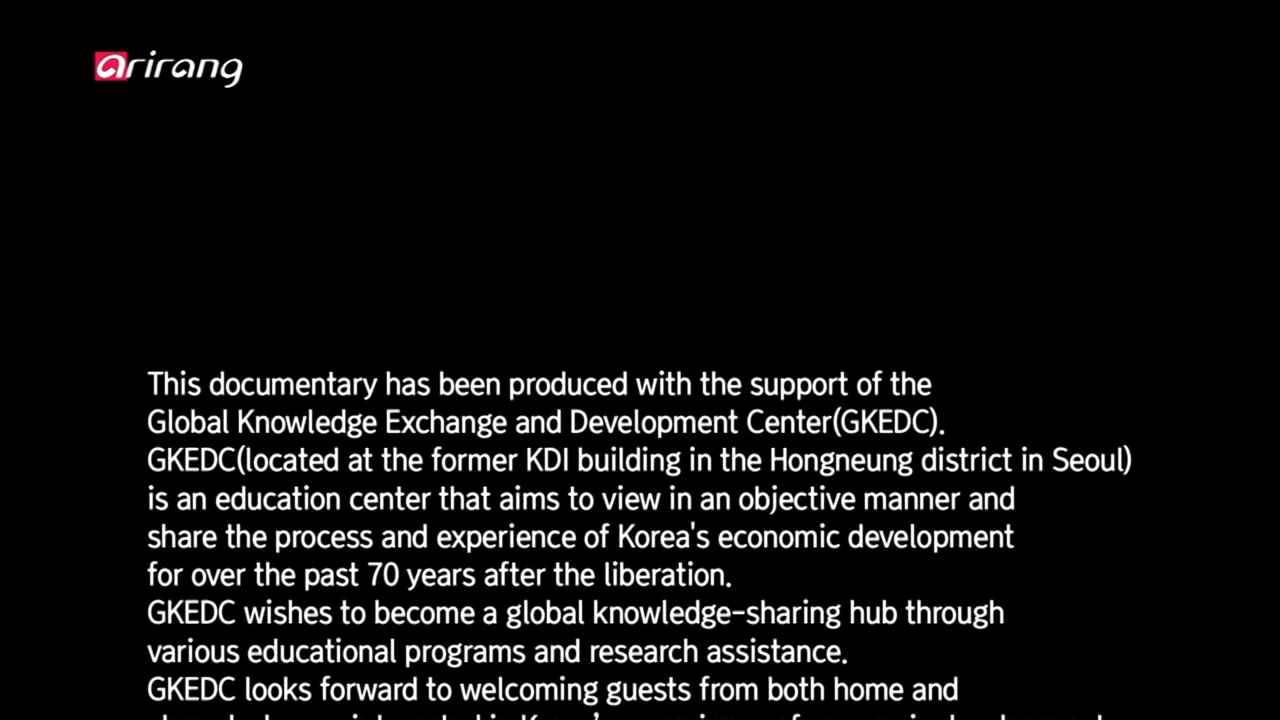 arirang
This documentary has been produced with the support of the
Global Knowledge Exchange and Development Center(GKEDC).
GKEDC(located at the former KDI building in the Hongneung district in Seoul)
is an education center that aims to view in an objective manner and
share the process and experience of Korea's economic development
for over the past 70 years after the liberation.
GKEDC wishes to become a global knowledge-sharing hub through
various educational programs and research assistance.
GKEDC looks forward to welcoming guests from both home and